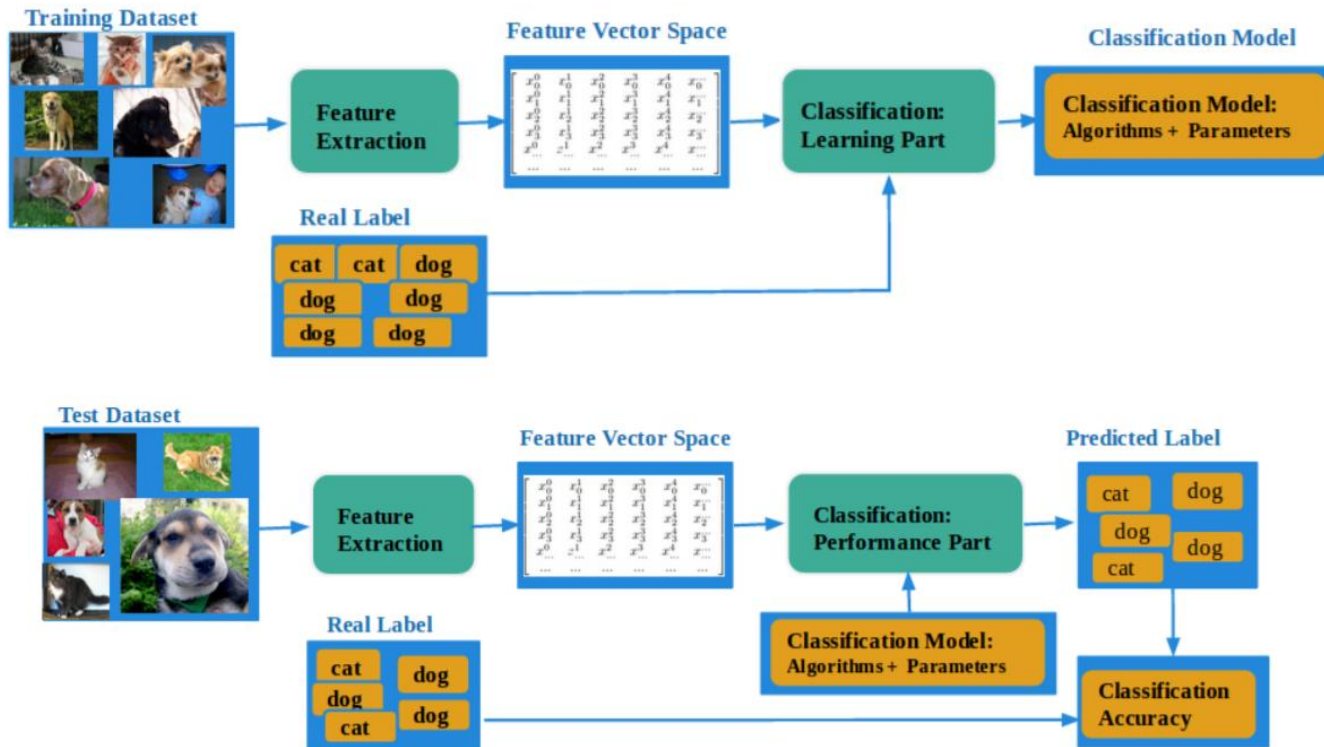 Training Dataset
Feature Vector Space
Classification Model
Feature
Extraction
Classification:
Learning Part
Classification Model:
Algorithms + Parameters
Real Label
cat cat dog
dog dog
dog dog
Test Dataset
Feature Vector Space
Predicted Label
Feature
Extraction
Classification:
Performance Part
cat dog
dog dog
cat
Real Label
cat dog
dog dog
cat
Classification Model:
Algorithms + Parameters
Classification
Accuracy